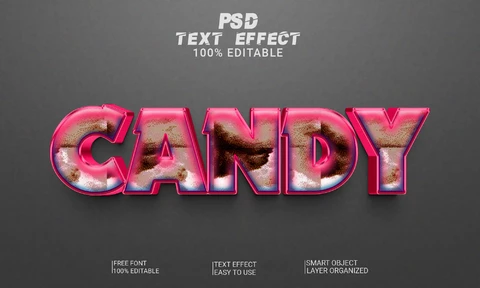 PSD
TEXT EFFECT
100% EDITABLE
CANDY
FREE FONT
100% EDITABLE
TEXT EFFECT
EASY TO USE
SMART OBJECT
LAYER ORGANIZED